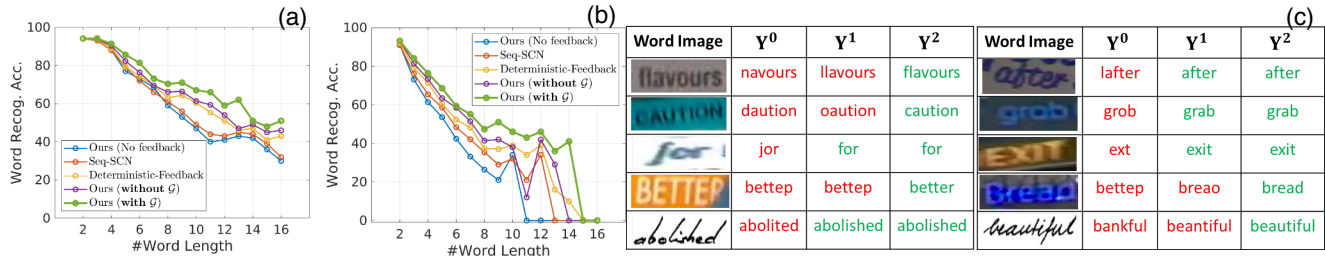 (a)
Word Recog. Acc.
100
80
60
40
20
0
2 4 6 8 10 12 14 16
#Word Length
Ours (No feedback)
Seq-SCN
Deterministic-Feedback
Ours (without G)
Ours (with G)
(b)
Word Recog. Acc.
100
80
60
40
20
0
2 4 6 8 10 12 14 16
#Word Length
Ours (No feedback)
Seq-SCN
Deterministic-Feedback
Ours (without G)
Ours (with G)
(c)
Word Image Y⁰ Y¹ Y²
flavours navours llavours flavours
CAUTION daution oaution caution
for jor for for
BETTER bettep bettep better
abolished abolited abolished abolished
Word Image Y⁰ Y¹ Y²
after lafter after after
grob grob grab grab
EXIT ext exit exit
Bread bettep breao bread
beautiful bankful beantiful beautiful